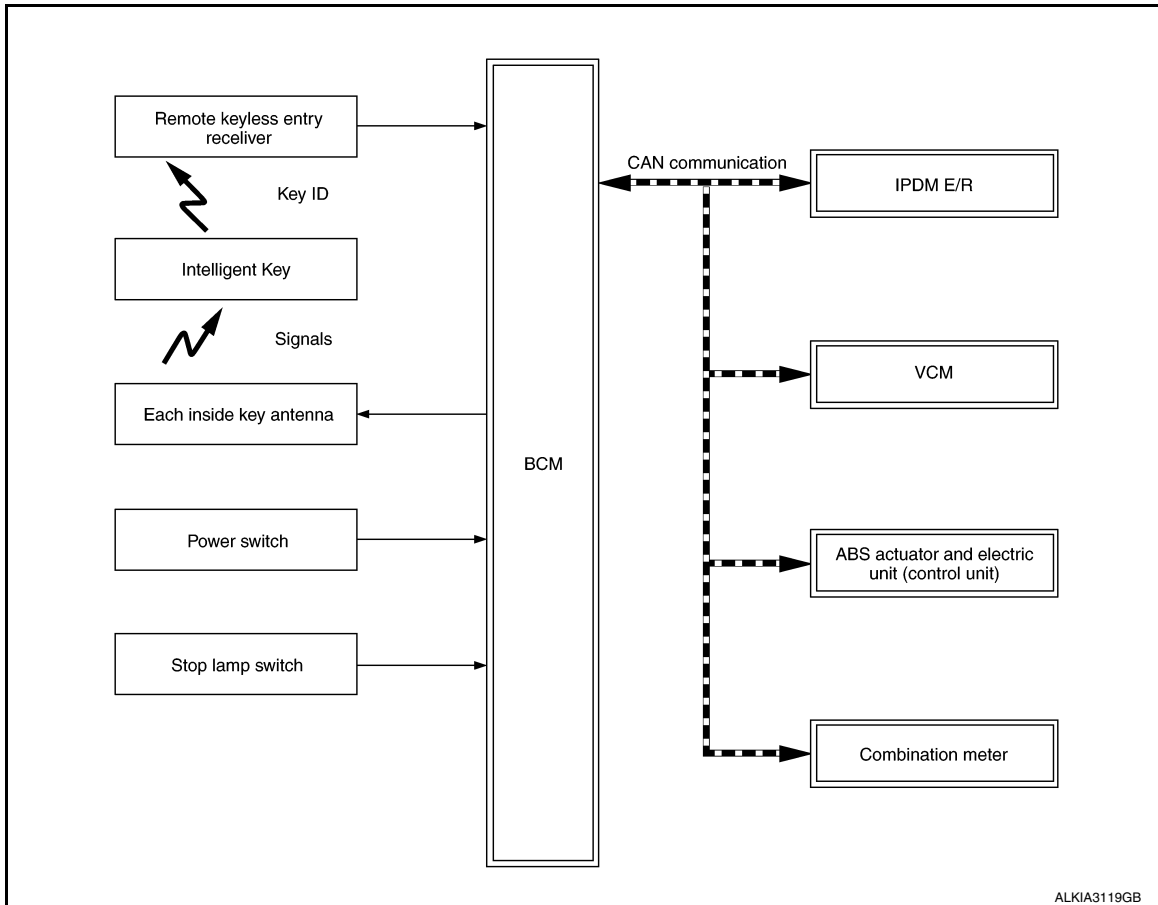 Remote keyless entry
receliver
Key ID
Intelligent Key
Signals
Each inside key antenna
Power switch
Stop lamp switch
BCM
CAN communication
IPDM E/R
VCM
ABS actuator and electric
unit (control unit)
Combination meter
ALKIA3119GB